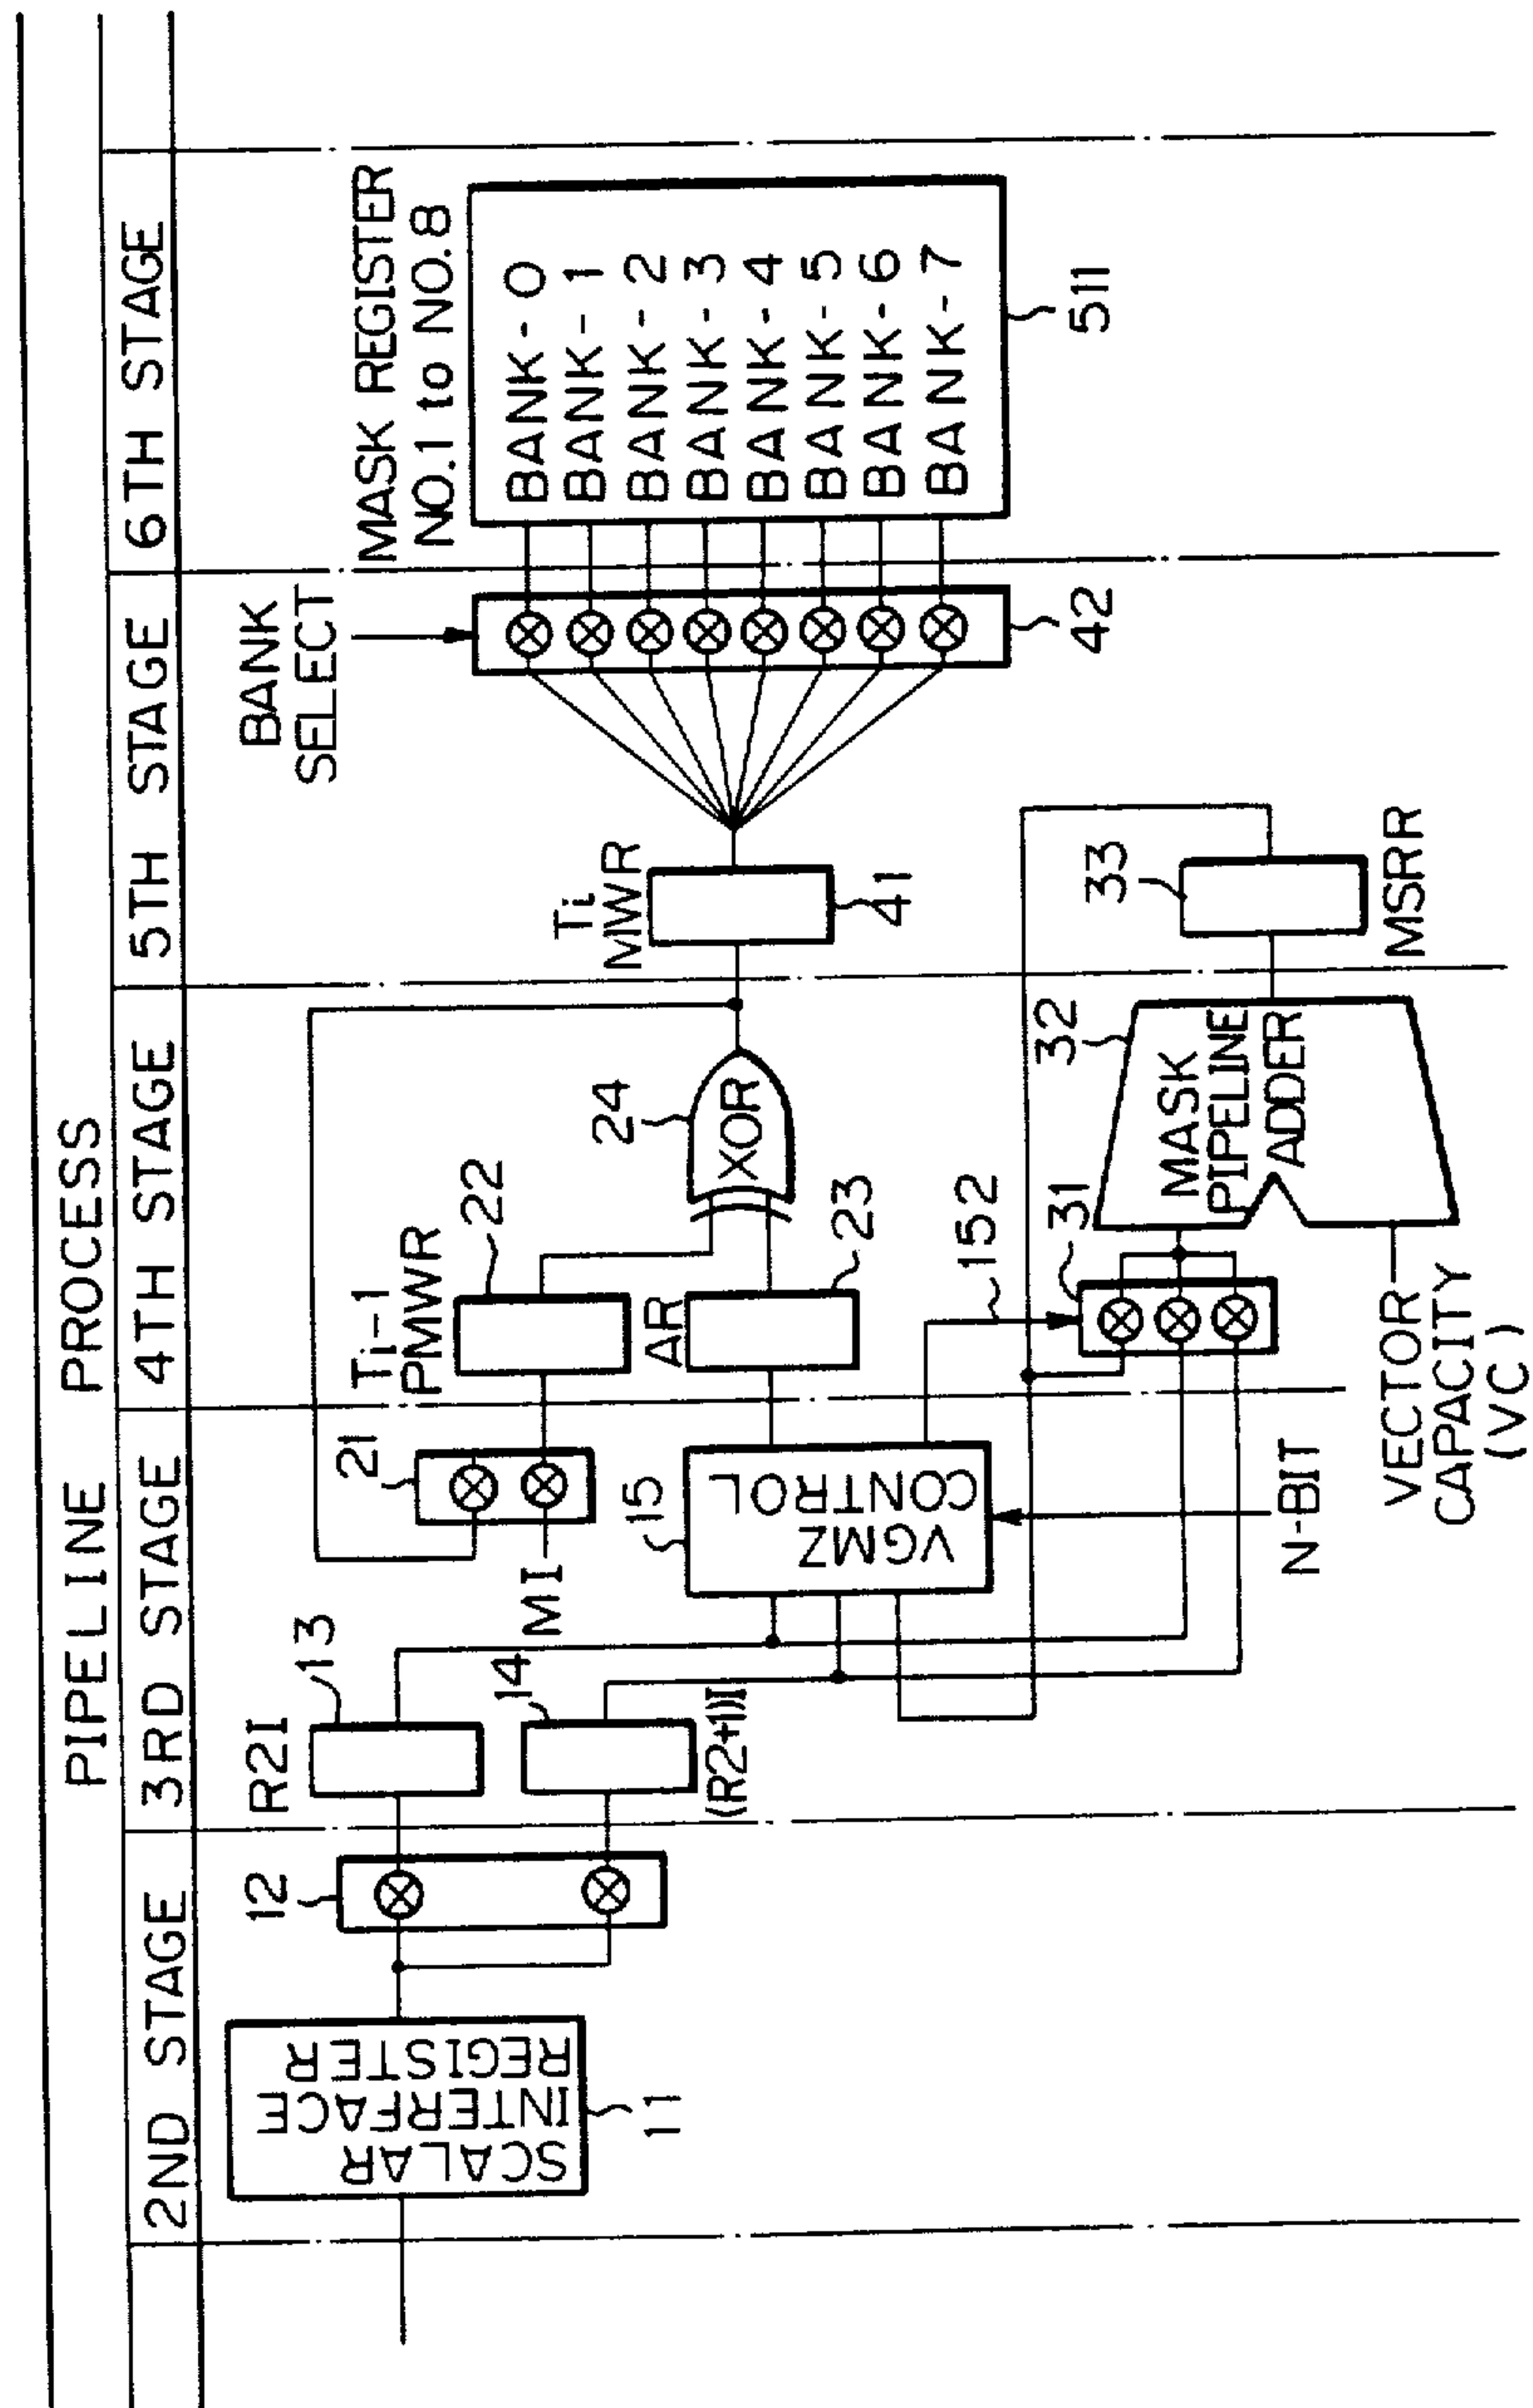 PIPELINE PROCESS
2ND STAGE
3RD STAGE
4TH STAGE
5TH STAGE
6TH STAGE
SCALAR
INTERFACE
REGISTER
11
12
R2I
13
14
(R2+1)I
21
MI
15
VGMZ
CONTROL
N-BIT
Ti-1
PMWR
22
AR
23
24
XOR
152
31
32
MASK
PIPELINE
ADDER
VECTOR
CAPACITY
(VC)
Ti
MWR
41
33
MSRR
BANK
SELECT
42
MASK REGISTER
NO.1 to NO.8
BANK-0
BANK-1
BANK-2
BANK-3
BANK-4
BANK-5
BANK-6
BANK-7
511